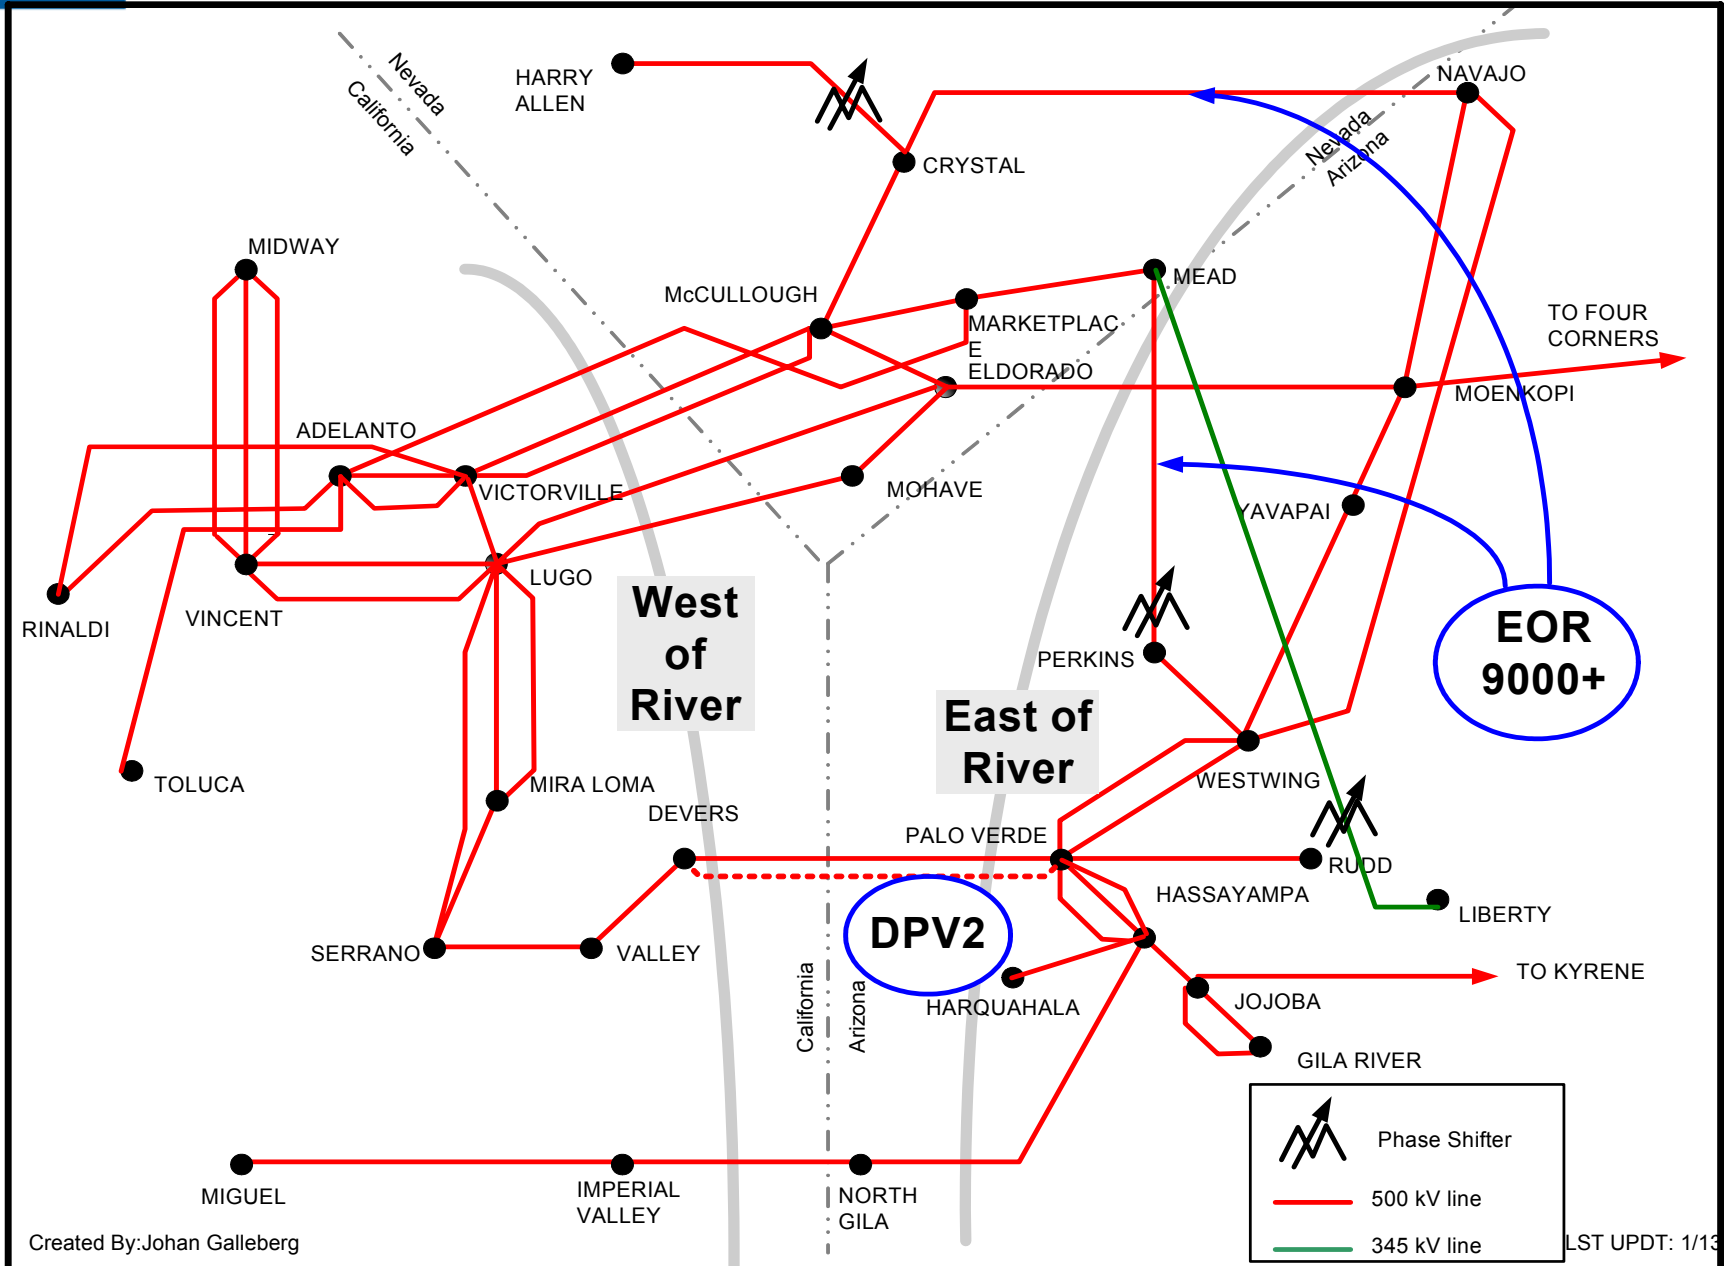 Nevada
California
HARRY
ALLEN
NAVAJO
CRYSTAL
Nevada
Arizona
MIDWAY
McCULLOUGH
MEAD
MARKETPLAC
E
ELDORADO
TO FOUR
CORNERS
MOENKOPI
ADELANTO
VICTORVILLE
MOHAVE
YAVAPAI
LUGO
VINCENT
RINALDI
West
of
River
EOR
9000+
PERKINS
East of
River
WESTWING
TOLUCA
MIRA LOMA
DEVERS
PALO VERDE
RUDD
HASSAYAMPA
LIBERTY
DPV2
SERRANO
VALLEY
TO KYRENE
HARQUAHALA
JOJOBA
California
Arizona
GILA RIVER
MIGUEL
IMPERIAL
VALLEY
NORTH
GILA
Phase Shifter
500 kV line
345 kV line
Created By:Johan Galleberg
LST UPDT: 1/13